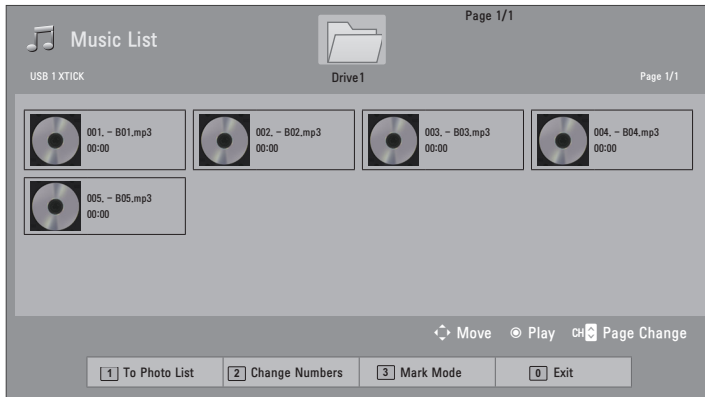 Page 1/1
Music List
USB 1 XTICK
Drive1
Page 1/1
001. - B01.mp3
00:00
002. - B02.mp3
00:00
003. - B03.mp3
00:00
004. - B04.mp3
00:00
005. - B05.mp3
00:00
Move Play CH Page Change
1 To Photo List 2 Change Numbers 3 Mark Mode 0 Exit